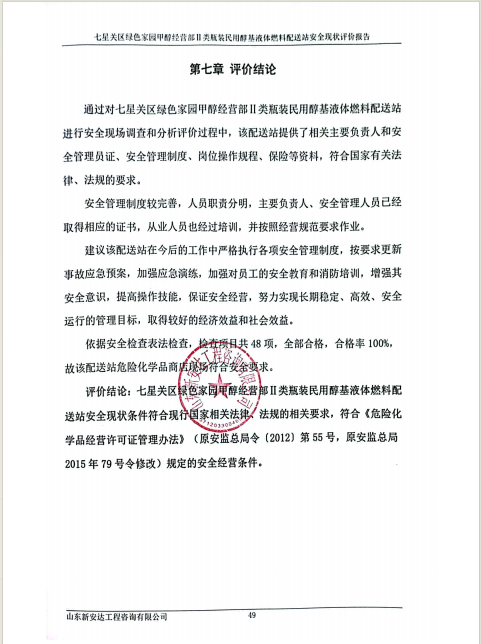 七星关区绿色家园甲醇经营部Ⅱ类瓶装民用醇基液体燃料配送站安全现状评价报告
第七章 评价结论
通过对七星关区绿色家园甲醇经营部Ⅱ类瓶装民用醇基液体燃料配送站
进行安全现场调查和分析评价过程中，该配送站提供了相关主要负责人和安
全管理员证、安全管理制度、岗位操作规程、保险等资料，符合国家有关法
律、法规的要求。
安全管理制度较完善，人员职责分明，主要负责人、安全管理人员已经
取得相应的证书，从业人员也经过培训，并按照经营规范要求作业。
建议该配送站在今后的工作中严格执行各项安全管理制度，按要求更新
事故应急预案，加强应急演练，加强对员工的安全教育和消防培训，增强其
安全意识，提高操作技能，保证安全经营，努力实现长期稳定、高效、安全
运行的管理目标，取得较好的经济效益和社会效益。
依据安全检查表法检查，检查项目共 48 项，全部合格，合格率 100%，
故该配送站危险化学品商店现场符合安全要求。
评价结论：七星关区绿色家园甲醇经营部Ⅱ类瓶装民用醇基液体燃料配
送站安全现状条件符合现行国家相关法律、法规的相关要求，符合《危险化
学品经营许可证管理办法》（原安监总局令〔2012〕第 55 号，原安监总局
2015 年 79 号令修改）规定的安全经营条件。
山东新安达工程咨询有限公司
山东新安达工程咨询有限公司
49